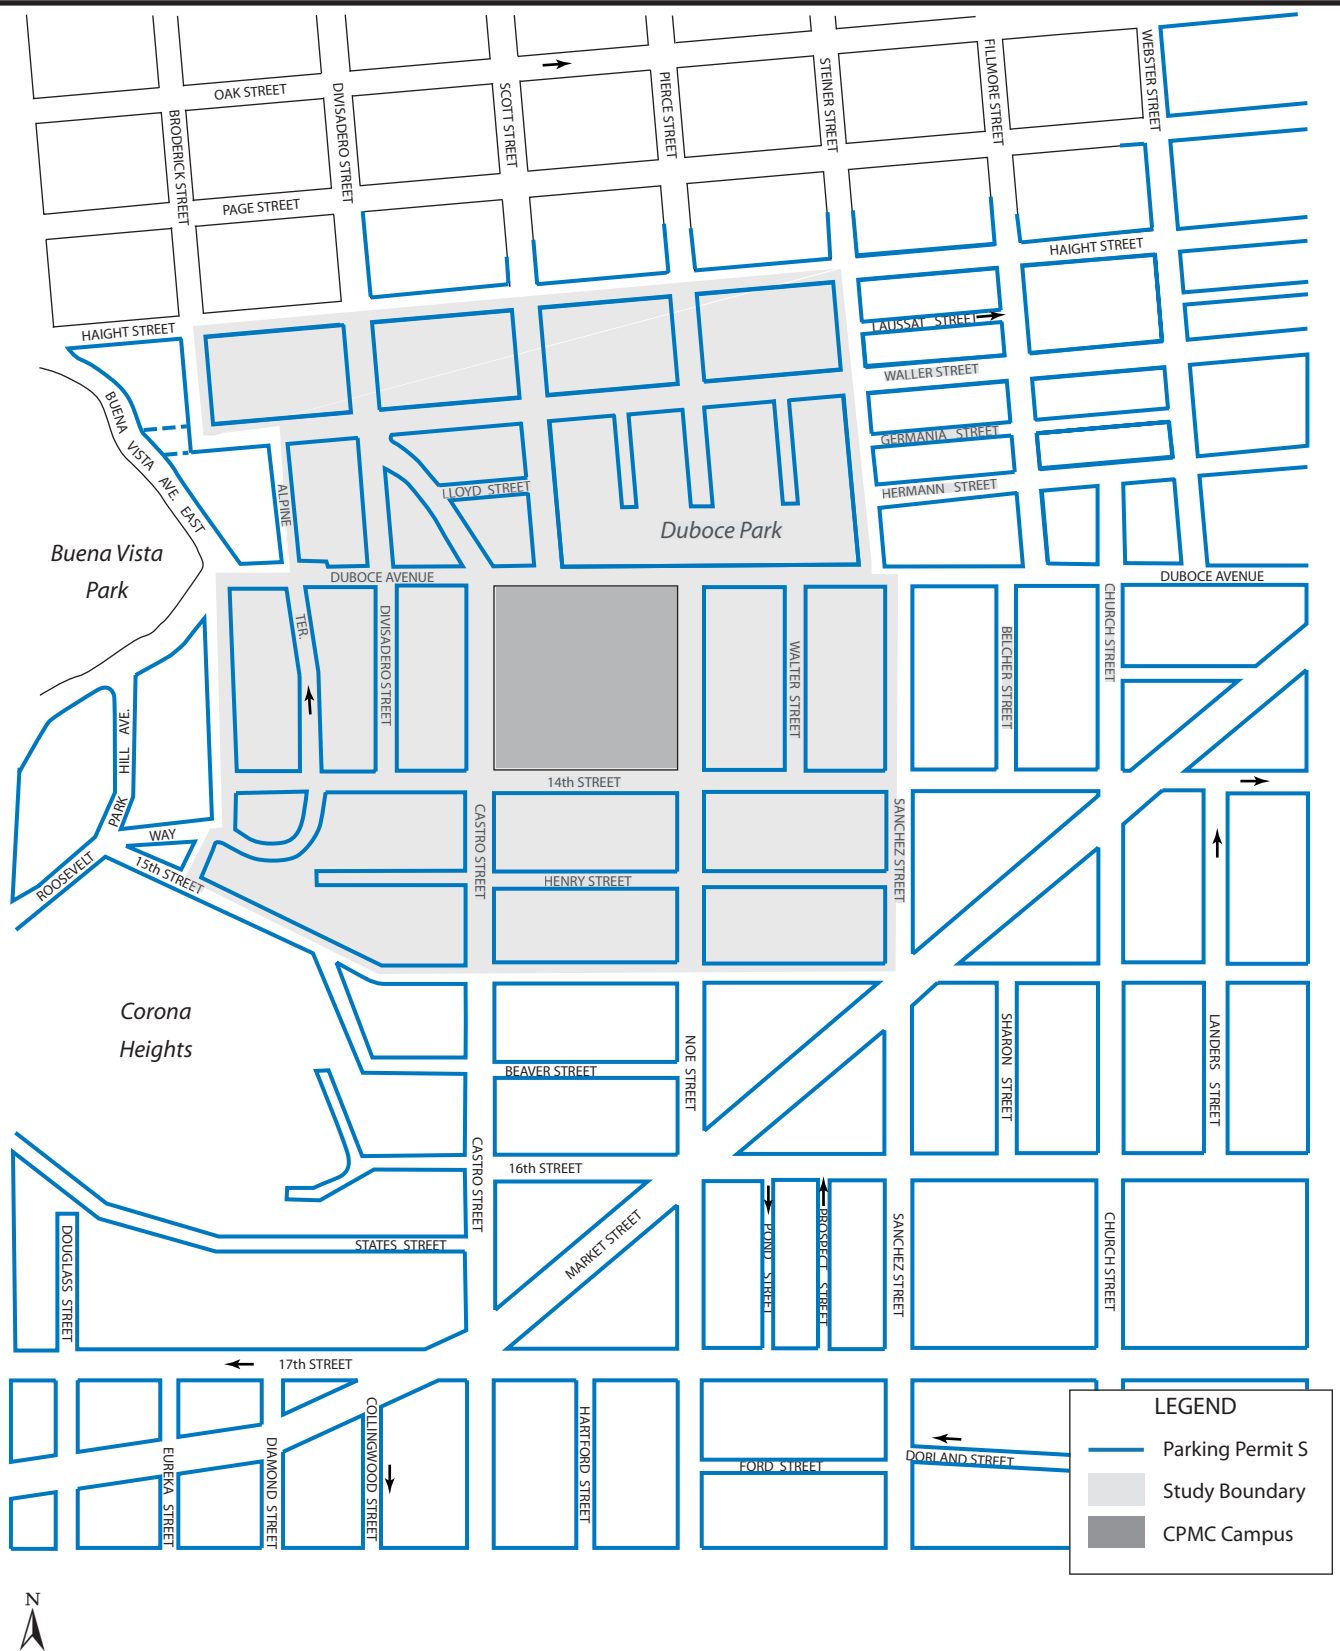 OAK STREET
BRODERICK STREET
DIVISADERO STREET
SCOTT STREET
PIERCE STREET
STEINER STREET
FILLMORE STREET
WEBSTER STREET
PAGE STREET
HAIGHT STREET
HAIGHT STREET
LAUSSAT STREET
WALLER STREET
GERMANIA STREET
HERMANN STREET
BUENA VISTA AVE. EAST
ALPINE
LLOYD STREET
Duboce Park
Buena Vista
Park
DUBOCE AVENUE
DUBOCE AVENUE
TER.
DIVISADERO STREET
WALTER STREET
BELCHER STREET
CHURCH STREET
PARK HILL AVE.
14th STREET
WAY
ROOSEVELT
15th STREET
CASTRO STREET
HENRY STREET
SANCHEZ STREET
Corona
Heights
NOE STREET
SHARON STREET
LANDERS STREET
BEAVER STREET
CASTRO STREET
16th STREET
MARKET STREET
POND STREET
PROSPECT STREET
SANCHEZ STREET
CHURCH STREET
STATES STREET
DOUGLASS STREET
17th STREET
EUREKA STREET
DIAMOND STREET
COLLINGWOOD STREET
HARTFORD STREET
FORD STREET
DORLAND STREET
LEGEND
Parking Permit S
Study Boundary
CPMC Campus
N